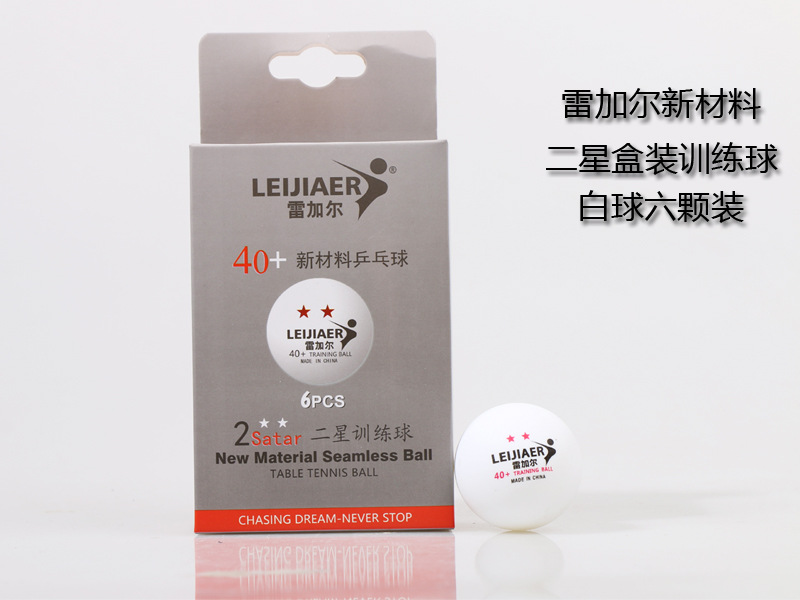 雷加尔新材料
二星盒装训练球
白球六颗装
LEIJIAER®
雷加尔
40+ 新材料乒乓球
★ ★
LEIJIAER
雷加尔
40+ TRAINING BALL
MADE IN CHINA
6PCS
★ ★
2Satar 二星训练球
New Material Seamless Ball
TABLE TENNIS BALL
CHASING DREAM-NEVER STOP
★ ★
LEIJIAER
雷加尔
40+ TRAINING BALL
MADE IN CHINA